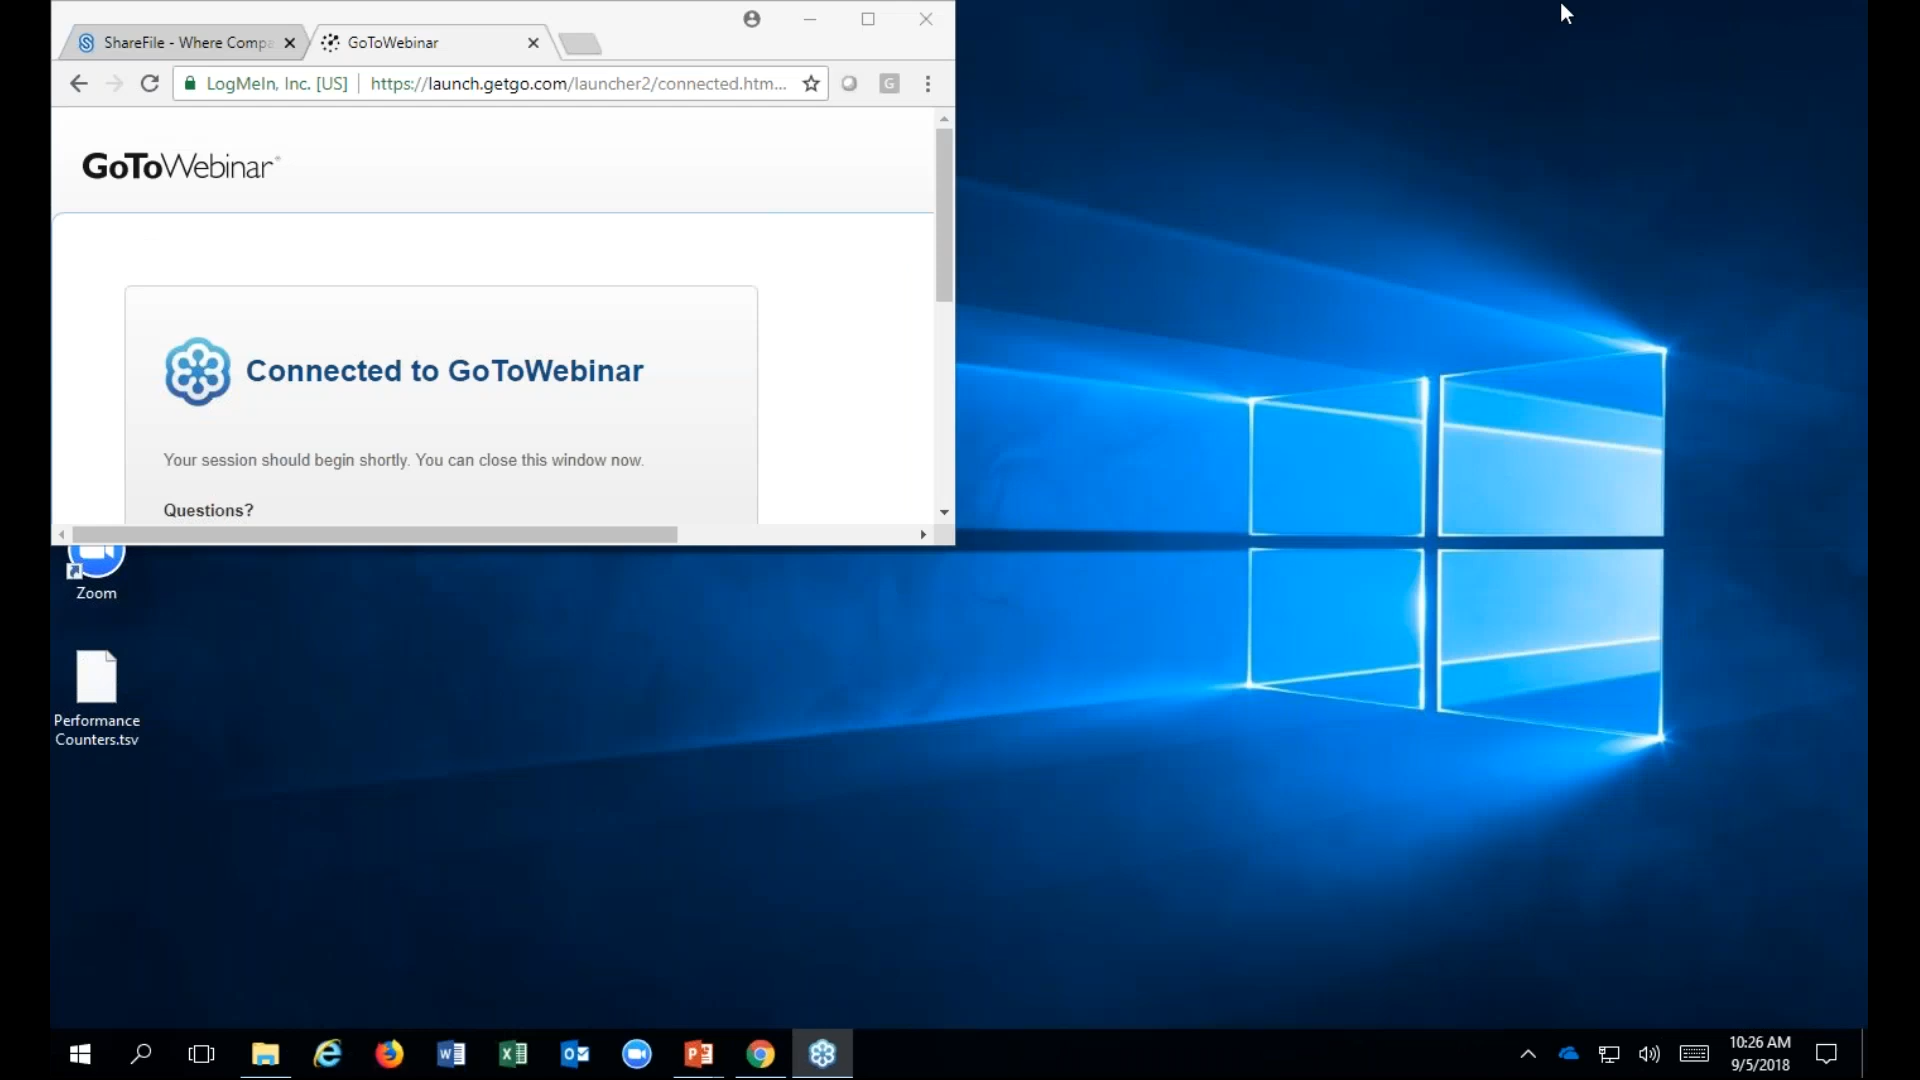 ShareFile - Where Compa
GoToWebinar
LogMeIn, Inc. [US]
https://launch.getgo.com/launcher2/connected.htm...
G
GoToWebinar
Connected to GoToWebinar
Your session should begin shortly. You can close this window now.
Questions?
Zoom
Performance
Counters.tsv
10:26 AM
9/5/2018